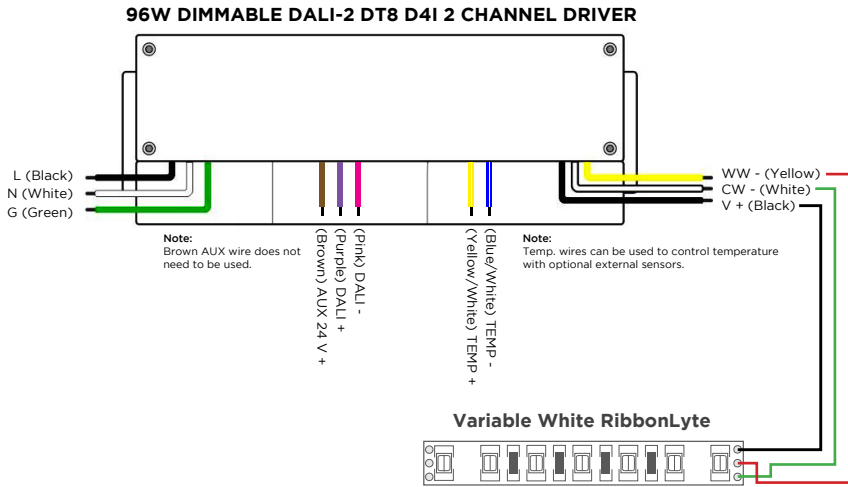 96W DIMMABLE DALI-2 DT8 D4I 2 CHANNEL DRIVER
L (Black)
N (White)
G (Green)
WW - (Yellow)
CW - (White)
V + (Black)
Note:
Brown AUX wire does not
need to be used.
(Brown) AUX 24 V +
(Purple) DALI +
(Pink) DALI -
(Yellow/White) TEMP +
(Blue/White) TEMP -
Note:
Temp. wires can be used to control temperature
with optional external sensors.
Variable White RibbonLyte